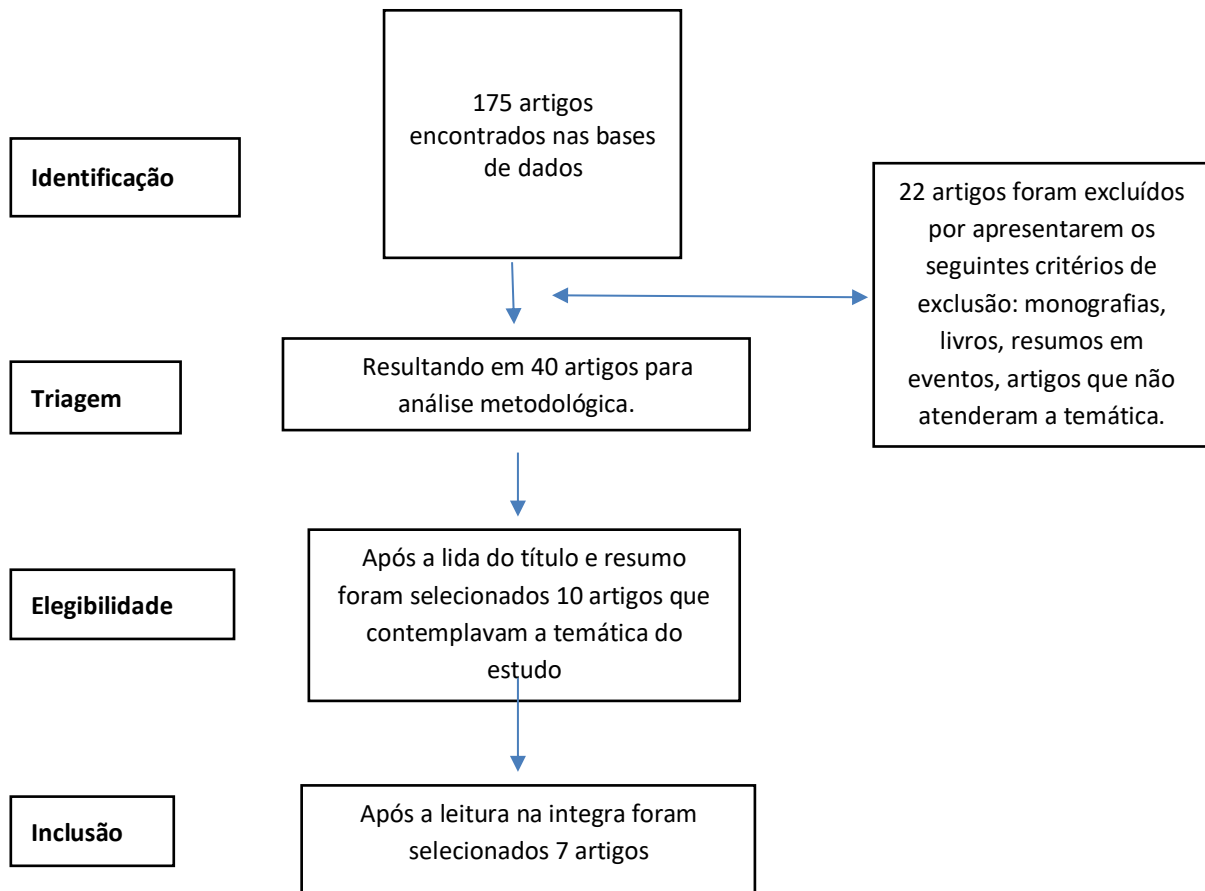 175 artigos
encontrados nas bases
de dados
Identificação
22 artigos foram excluídos
por apresentarem os
seguintes critérios de
exclusão: monografias,
livros, resumos em
eventos, artigos que não
atenderam a temática.
Resultando em 40 artigos para
análise metodológica.
Triagem
Após a lida do título e resumo
foram selecionados 10 artigos que
contemplavam a temática do
estudo
Elegibilidade
Após a leitura na integra foram
selecionados 7 artigos
Inclusão